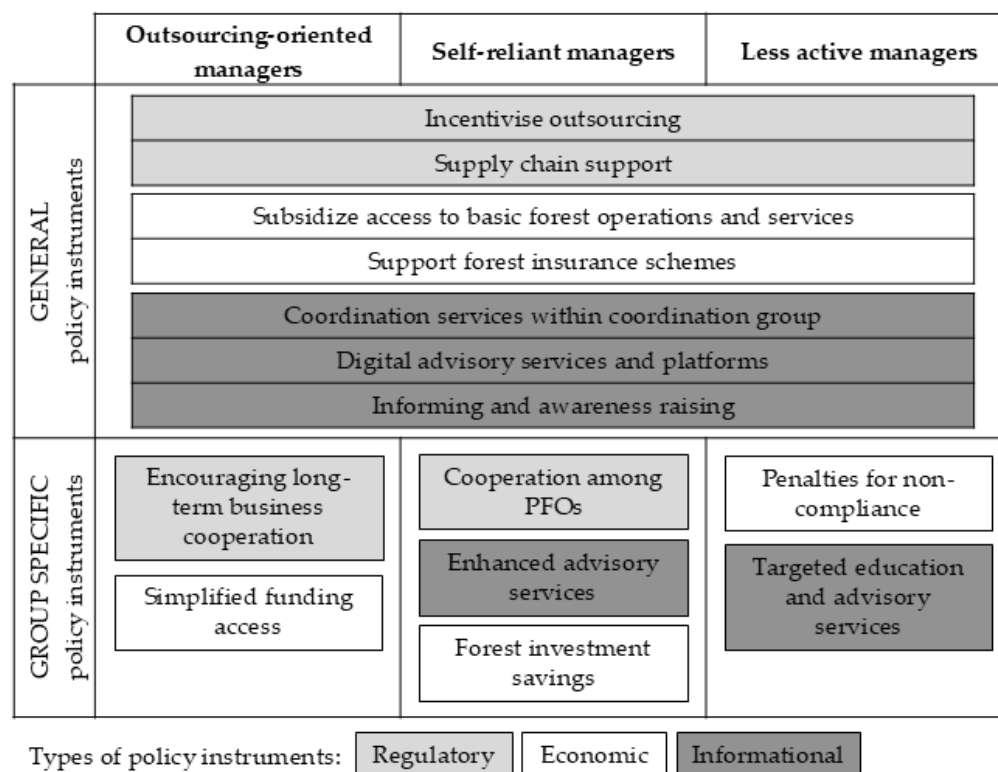 Outsourcing-oriented
managers
Self-reliant managers
Less active managers
GENERAL
policy instruments
Incentivise outsourcing
Supply chain support
Subsidize access to basic forest operations and services
Support forest insurance schemes
Coordination services within coordination group
Digital advisory services and platforms
Informing and awareness raising
GROUP SPECIFIC
policy instruments
Encouraging long-
term business
cooperation
Simplified funding
access
Cooperation among
PFOs
Enhanced advisory
services
Forest investment
savings
Penalties for non-
compliance
Targeted education
and advisory
services
Types of policy instruments: Regulatory Economic Informational